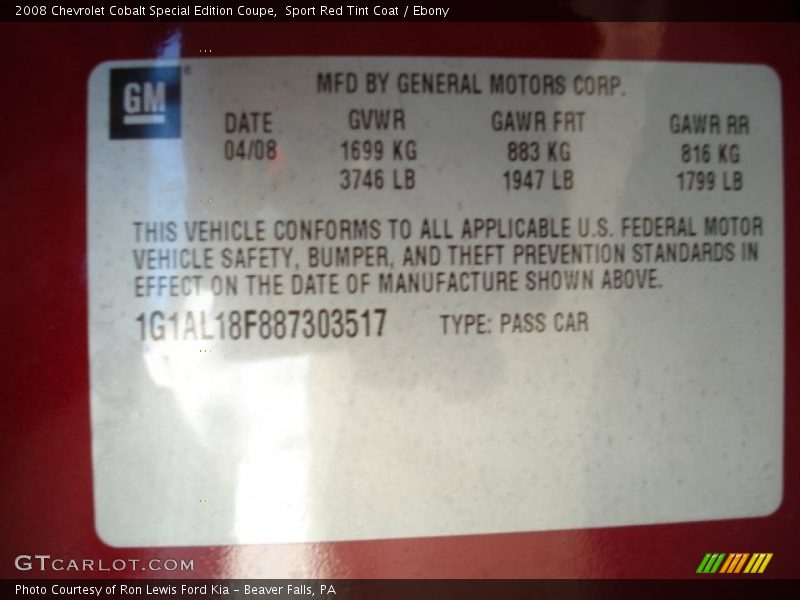 2008 Chevrolet Cobalt Special Edition Coupe,  Sport Red Tint Coat / Ebony
GM
MFD BY GENERAL MOTORS CORP.
DATE GVWR GAWR FRT GAWR RR
04/08 1699 KG 883 KG 816 KG
3746 LB 1947 LB 1799 LB
THIS VEHICLE CONFORMS TO ALL APPLICABLE U.S. FEDERAL MOTOR
VEHICLE SAFETY, BUMPER, AND THEFT PREVENTION STANDARDS IN
EFFECT ON THE DATE OF MANUFACTURE SHOWN ABOVE.
1G1AL18F887303517 TYPE: PASS CAR
GTCARLOT.COM
Photo Courtesy of Ron Lewis Ford Kia - Beaver Falls, PA